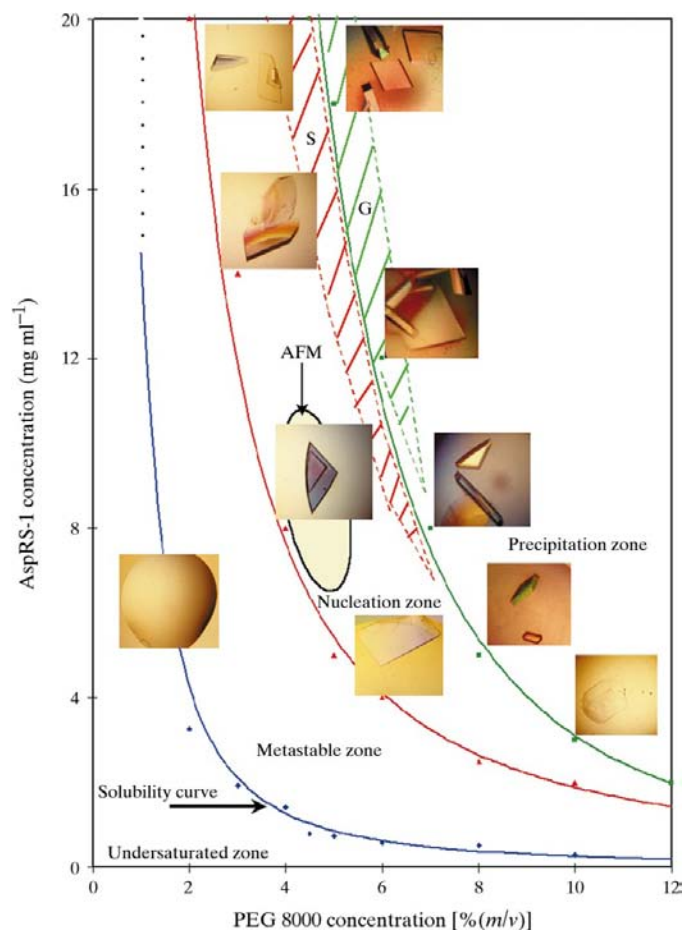 20
16
12
8
4
0
AspRS-1 concentration (mg ml⁻¹)
S
G
AFM
Precipitation zone
Nucleation zone
Metastable zone
Solubility curve
Undersaturated zone
0
2
4
6
8
10
12
PEG 8000 concentration [%(m/v)]